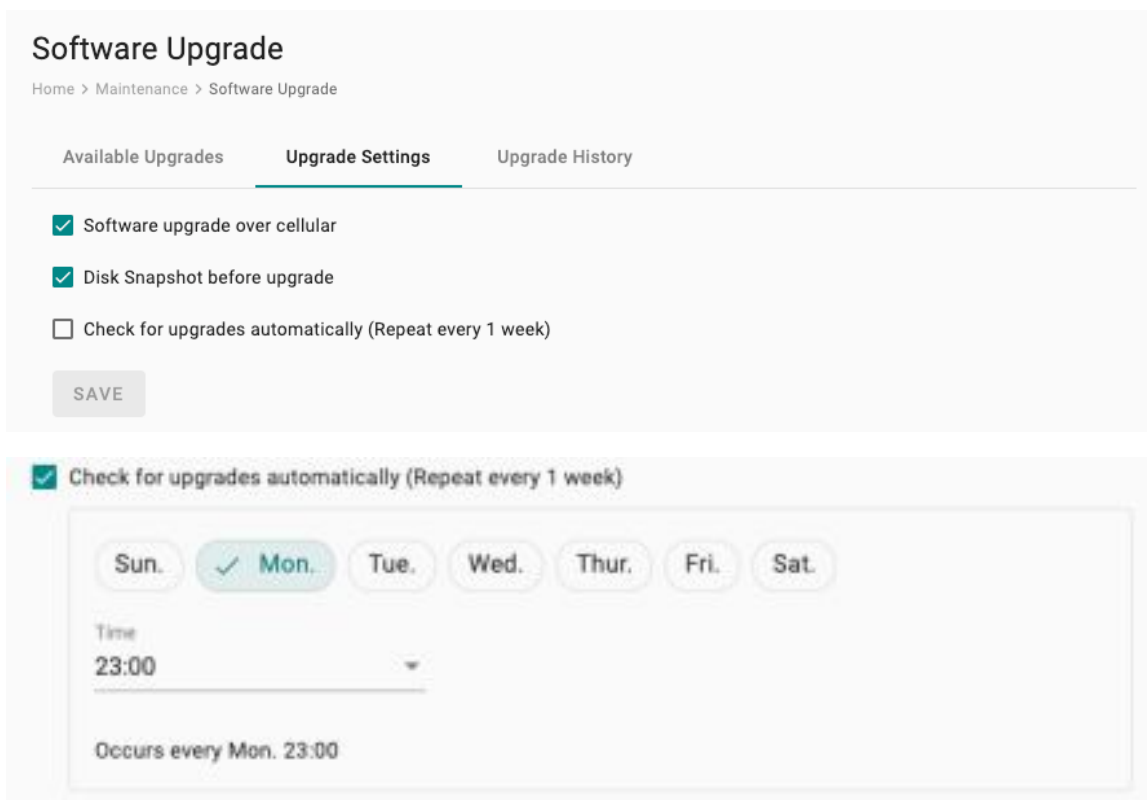 Software Upgrade
Home > Maintenance > Software Upgrade
Available Upgrades Upgrade Settings Upgrade History
Software upgrade over cellular
Disk Snapshot before upgrade
Check for upgrades automatically (Repeat every 1 week)
SAVE
Check for upgrades automatically (Repeat every 1 week)
Sun. Mon. Tue. Wed. Thur. Fri. Sat.
Time
23:00
Occurs every Mon. 23:00